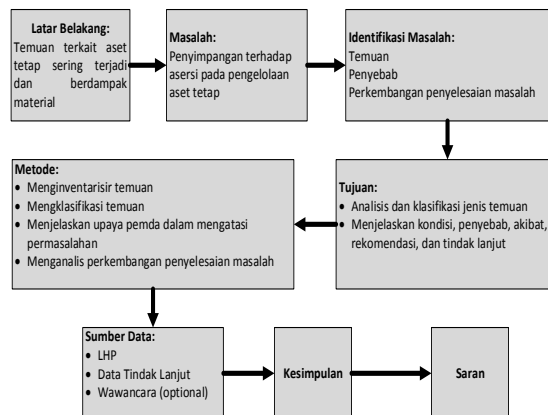 Latar Belakang:
Temuan terkait aset
tetap sering terjadi
dan berdampak
material
Masalah:
Penyimpangan terhadap
asersi pada pengelolaan
aset tetap
Identifikasi Masalah:
Temuan
Penyebab
Perkembangan penyelesaian masalah
Tujuan:
• Analisis dan klasifikasi jenis temuan
• Menjelaskan kondisi, penyebab, akibat,
rekomendasi, dan tindak lanjut
Metode:
• Menginventarisir temuan
• Mengklasifikasi temuan
• Menjelaskan upaya pemda dalam mengatasi
permasalahan
• Menganalis perkembangan penyelesaian masalah
Sumber Data:
• LHP
• Data Tindak Lanjut
• Wawancara (optional)
Kesimpulan
Saran